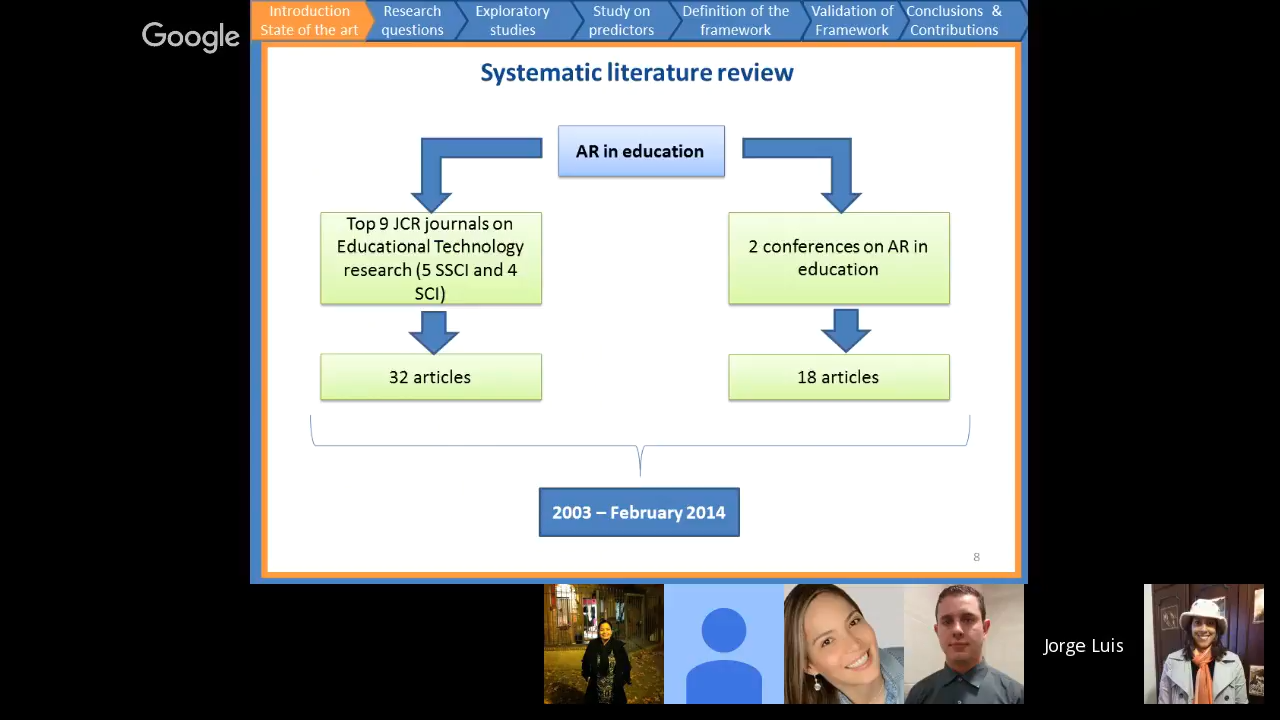 Introduction
State of the art
Research
questions
Exploratory
studies
Study on
predictors
Definition of the
framework
Validation of
Framework
Conclusions &
Contributions
Google
Systematic literature review
AR in education
Top 9 JCR journals on
Educational Technology
research (5 SSCI and 4
SCI)
2 conferences on AR in
education
32 articles
18 articles
2003 – February 2014
8
Jorge Luis